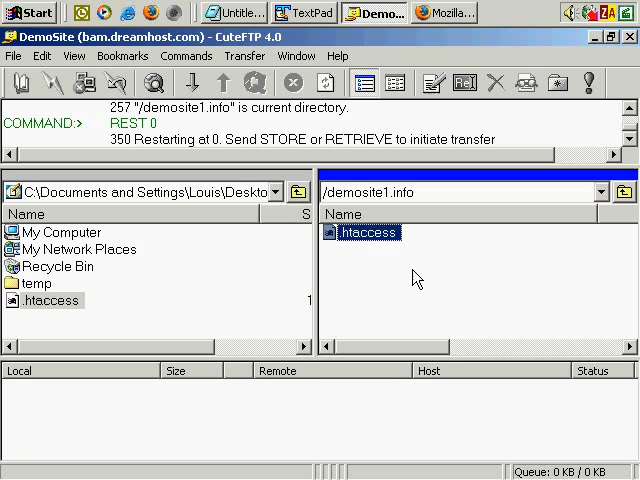 Start
Untitle...
TextPad
Demo...
Mozilla...
DemoSite (bam.dreamhost.com) - CuteFTP 4.0
File Edit View Bookmarks Commands Transfer Window Help
257 "/demosite1.info" is current directory.
COMMAND:> REST 0
350 Restarting at 0. Send STORE or RETRIEVE to initiate transfer
C:\Documents and Settings\Louis\Deskto
/demosite1.info
Name S
My Computer
My Network Places
Recycle Bin
temp
.htaccess 1
Name
.htaccess
Local Size Remote Host Status
Queue: 0 KB / 0 KB